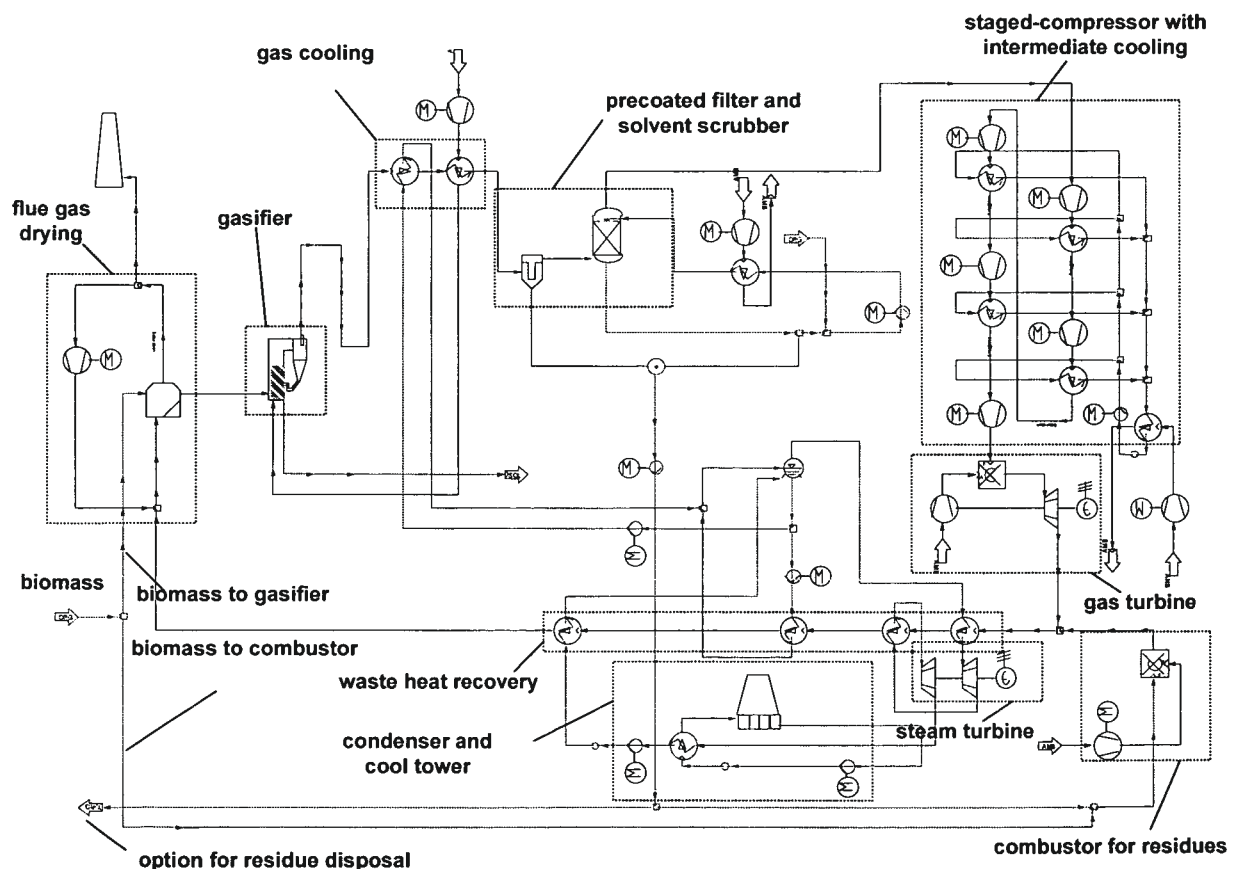 staged-compressor with
intermediate cooling
gas cooling
precoated filter and
solvent scrubber
M
M
flue gas
drying
gasifier
M
M
M
M
M
M
M
M
M
M
M
gas turbine
biomass
biomass to gasifier
biomass to combustor
waste heat recovery
steam turbine
condenser and
cool tower
combustor for residues
option for residue disposal